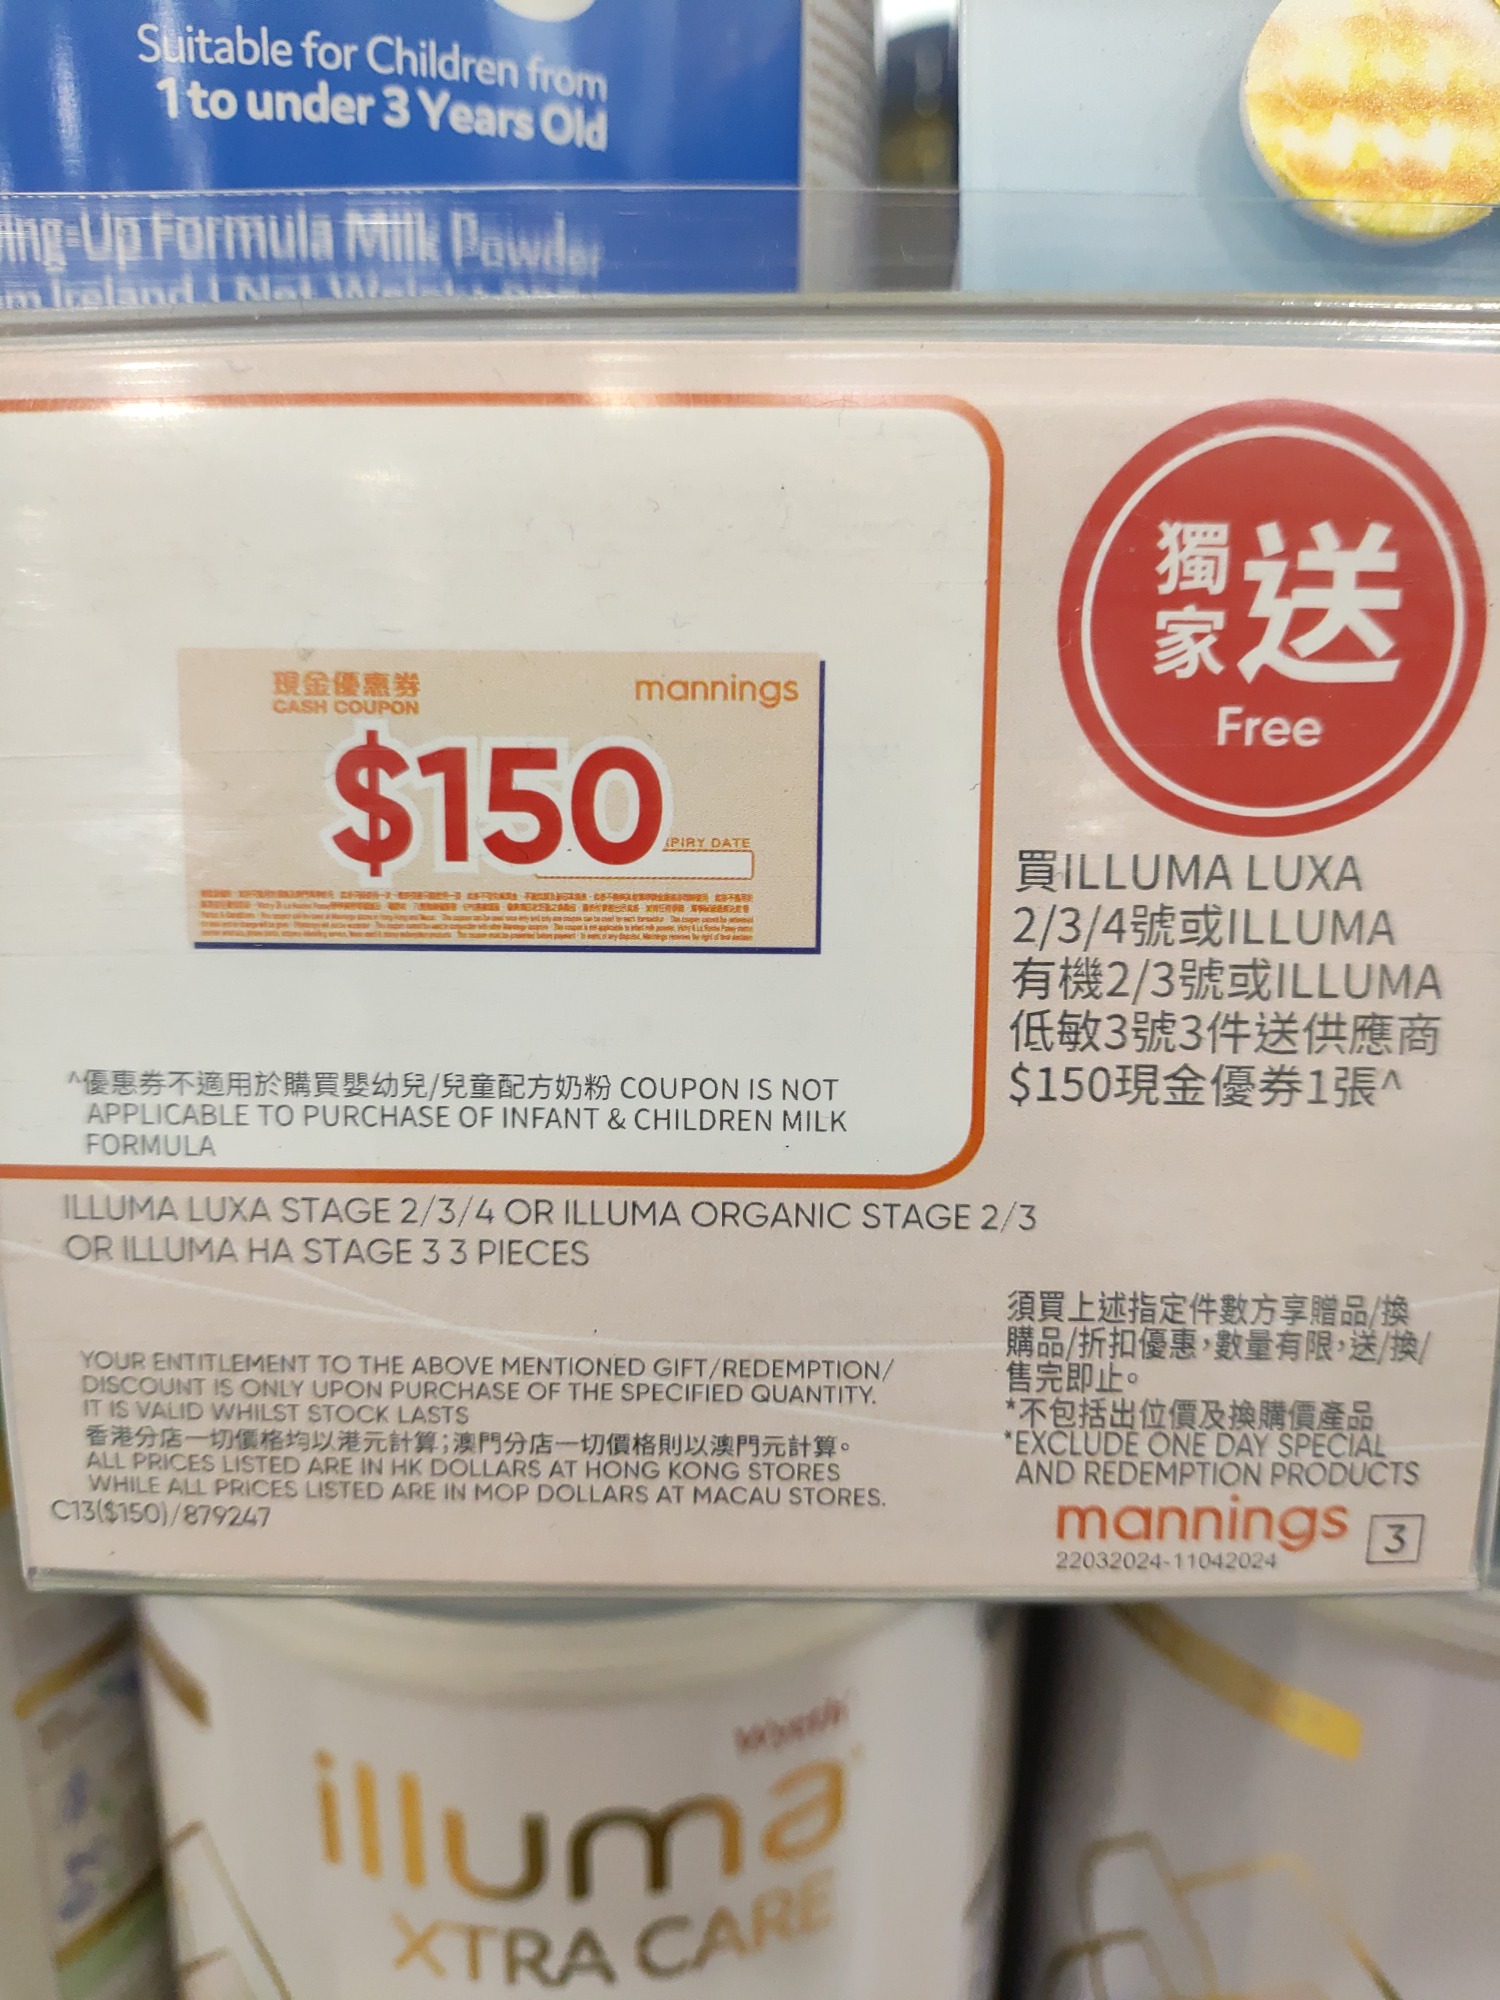 Suitable for Children from
1 to under 3 Years Old
ing-Up Formula Milk Powder
Ireland
現金優惠券
CASH COUPON
mannings
$150
PIRY DATE
^優惠券不適用於購買嬰幼兒/兒童配方奶粉 COUPON IS NOT
APPLICABLE TO PURCHASE OF INFANT & CHILDREN MILK
FORMULA
獨家送
Free
買ILLUMA LUXA
2/3/4號或ILLUMA
有機2/3號或ILLUMA
低敏3號3件送供應商
$150現金優券1張^
ILLUMA LUXA STAGE 2/3/4 OR ILLUMA ORGANIC STAGE 2/3
OR ILLUMA HA STAGE 3 3 PIECES
YOUR ENTITLEMENT TO THE ABOVE MENTIONED GIFT/REDEMPTION/
DISCOUNT IS ONLY UPON PURCHASE OF THE SPECIFIED QUANTITY.
IT IS VALID WHILST STOCK LASTS
香港分店一切價格均以港元計算;澳門分店一切價格則以澳門元計算。
ALL PRICES LISTED ARE IN HK DOLLARS AT HONG KONG STORES
WHILE ALL PRICES LISTED ARE IN MOP DOLLARS AT MACAU STORES.
C13($150)/879247
須買上述指定件數方享贈品/換
購品/折扣優惠,數量有限,送/換/
售完即止。
*不包括出位價及換購價產品
*EXCLUDE ONE DAY SPECIAL
AND REDEMPTION PRODUCTS
mannings 3
22032024-11042024
Wyeth
illuma
XTRA CARE